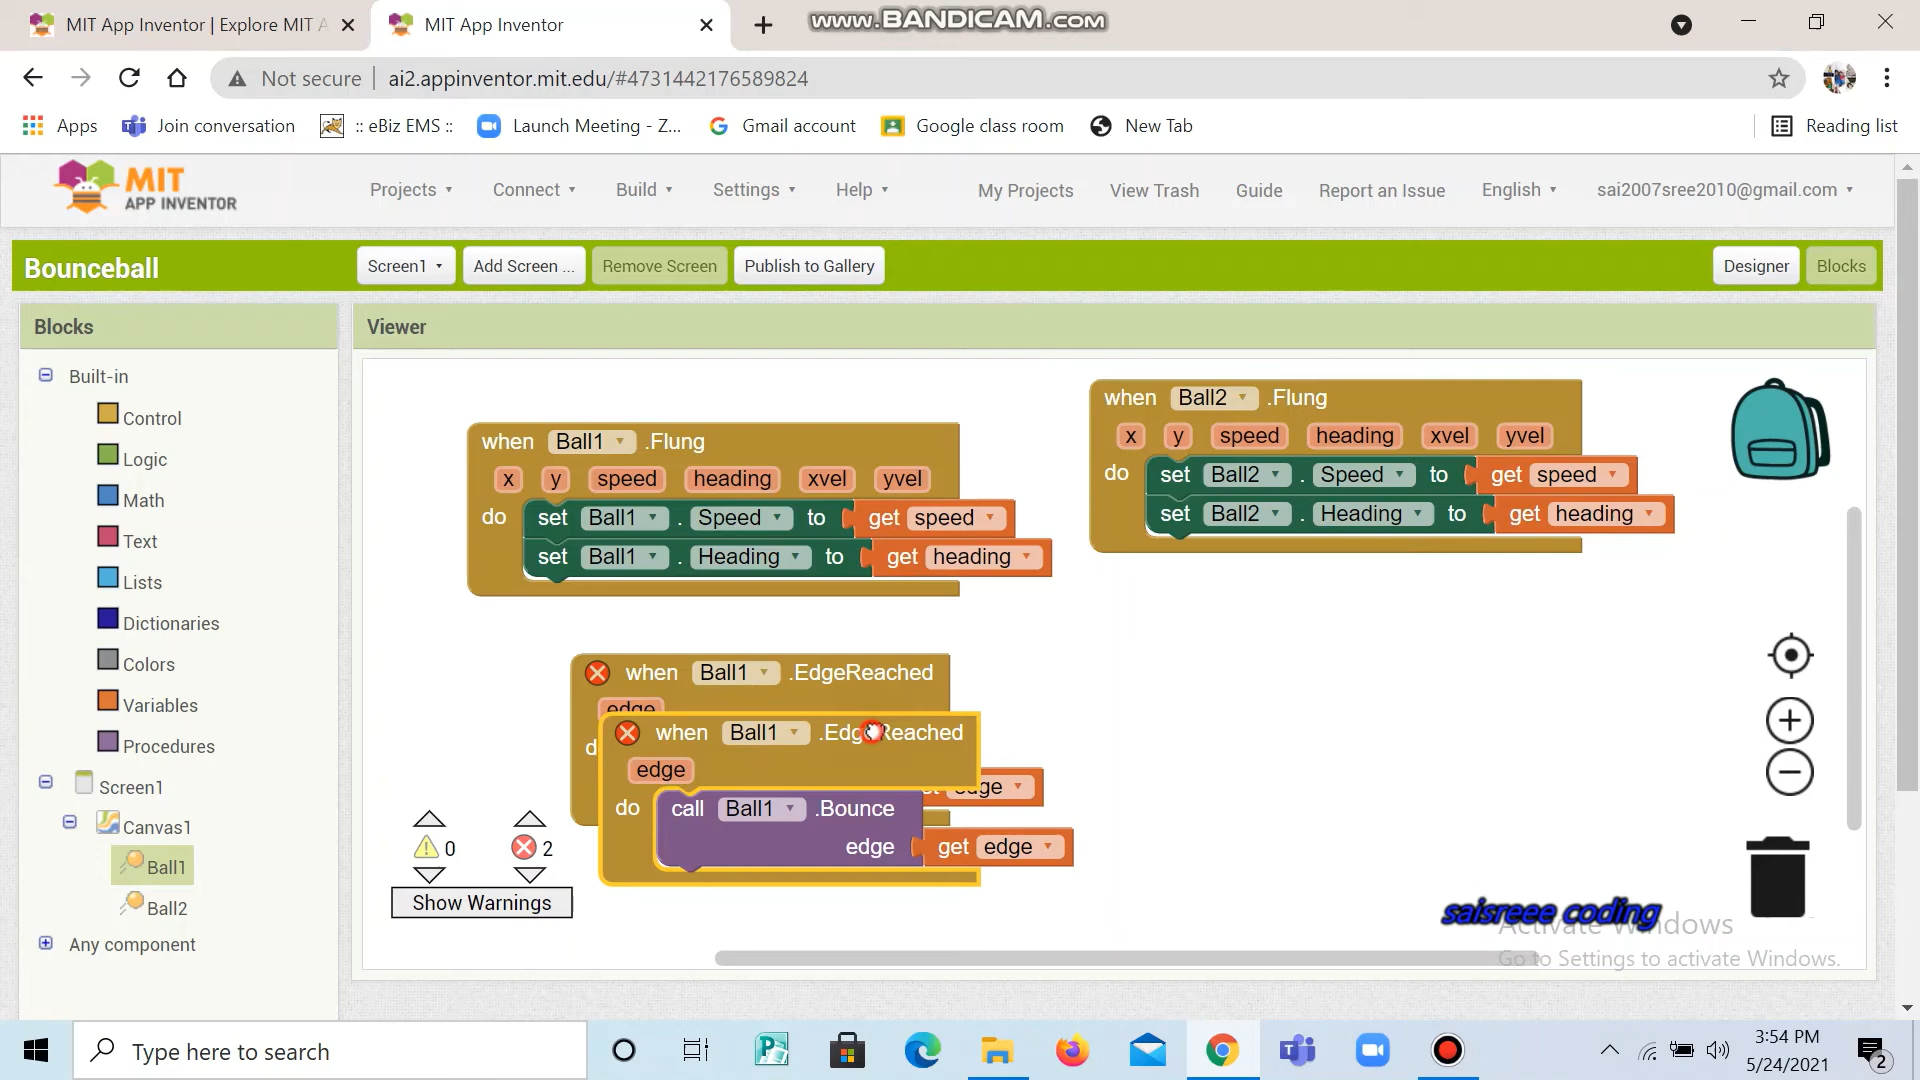 MIT App Inventor | Explore MIT A
MIT App Inventor
www.BANDICAM.com
Not secure
ai2.appinventor.mit.edu/#4731442176589824
Apps
Join conversation
:: eBiz EMS ::
Launch Meeting - Z...
Gmail account
Google class room
New Tab
Reading list
MIT
APP INVENTOR
Projects
Connect
Build
Settings
Help
My Projects
View Trash
Guide
Report an Issue
English
sai2007sree2010@gmail.com
Bounceball
Screen1
Add Screen ...
Remove Screen
Publish to Gallery
Designer
Blocks
Blocks
Viewer
Built-in
Control
Logic
Math
Text
Lists
Dictionaries
Colors
Variables
Procedures
Screen1
Canvas1
Ball1
Ball2
Any component
when Ball1 .Flung
x y speed heading xvel yvel
do set Ball1 . Speed to get speed
set Ball1 . Heading to get heading
when Ball2 .Flung
x y speed heading xvel yvel
do set Ball2 . Speed to get speed
set Ball2 . Heading to get heading
when Ball1 .EdgeReached
edge
edge
when Ball1 .EdgeReached
edge
do call Ball1 .Bounce
edge get edge
0
2
Show Warnings
saisreee coding
Activate Windows
Go to Settings to activate Windows.
Type here to search
3:54 PM
5/24/2021
2